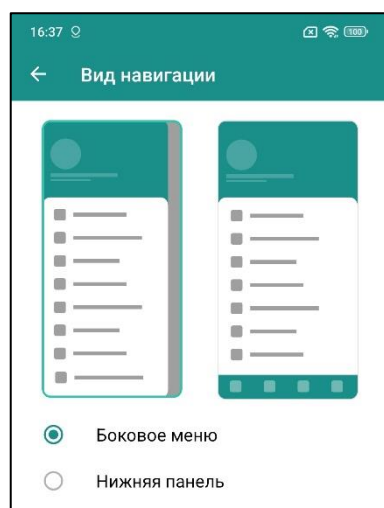 16:37
100
Вид навигации
Боковое меню
Нижняя панель